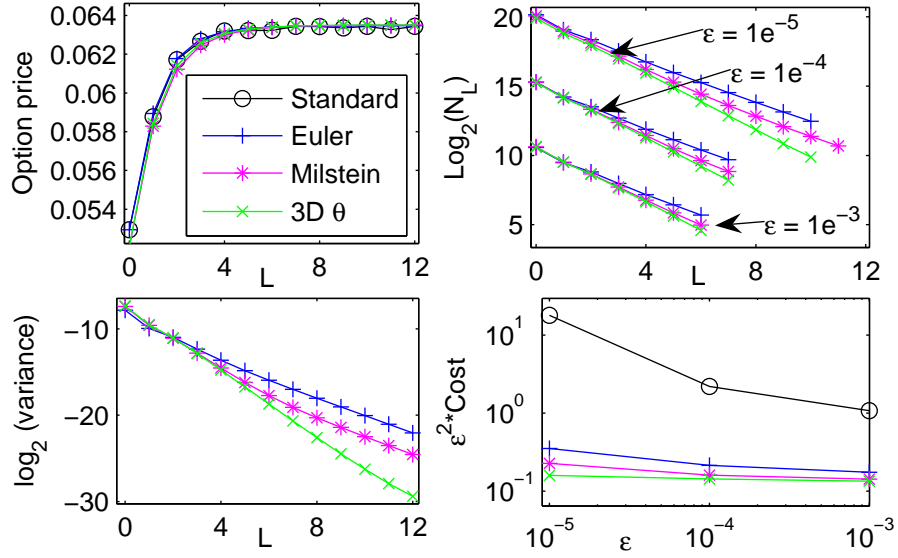 Option price
0.064
0.062
0.06
0.058
0.056
0.054
0 4 8 12
L
Standard
Euler
Milstein
3D θ
Log2(NL)
20
15
10
5
0 4 8 12
L
ε = 1e-5
ε = 1e-4
ε = 1e-3
log2 (variance)
−10
−20
−30
0 4 8 12
L
ε2*Cost
10^1
10^0
10^−1
10^−5 10^−4 10^−3
ε